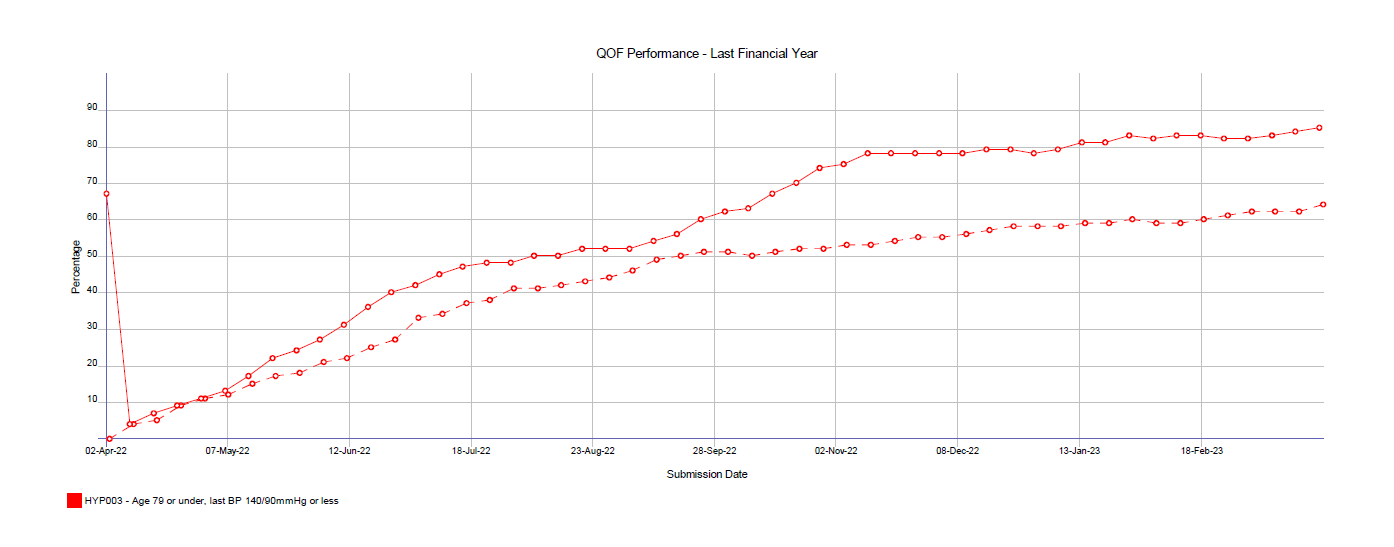 QOF Performance - Last Financial Year
90
80
70
60
50
40
30
20
10
Percentage
02-Apr-22 07-May-22 12-Jun-22 18-Jul-22 23-Aug-22 28-Sep-22 02-Nov-22 08-Dec-22 13-Jan-23 18-Feb-23
Submission Date
HYP003 - Age 79 or under, last BP 140/90mmHg or less